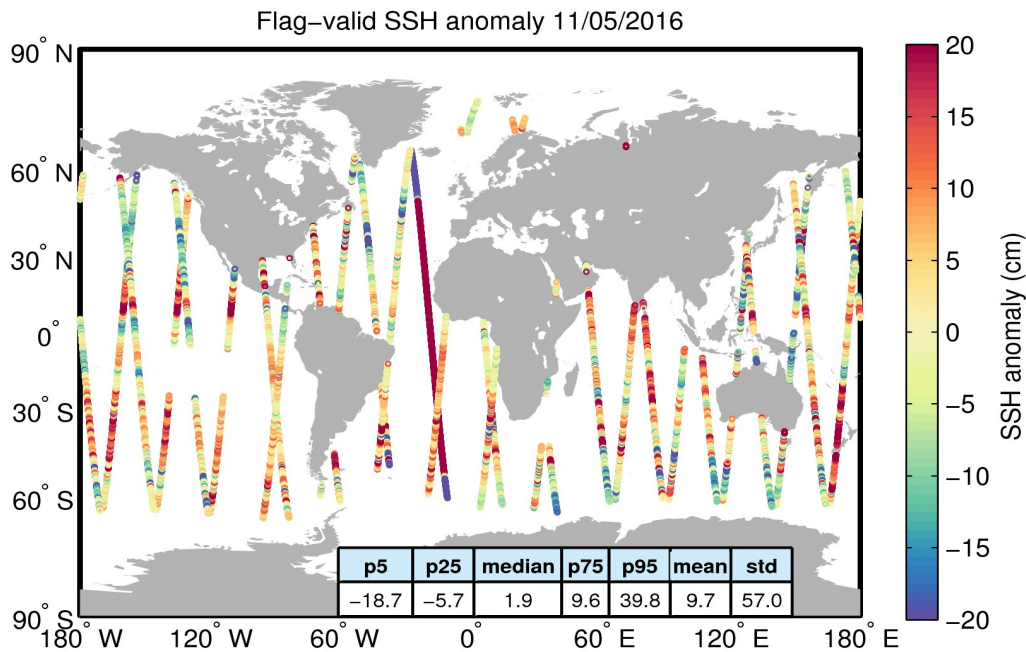 Flag−valid SSH anomaly 11/05/2016
90° N
60° N
30° N
0°
30° S
60° S
90° S
180° W
120° W
60° W
0°
60° E
120° E
180° E
p5 p25 median p75 p95 mean std
−18.7 −5.7 1.9 9.6 39.8 9.7 57.0
20
15
10
5
0
−5
−10
−15
−20
SSH anomaly (cm)